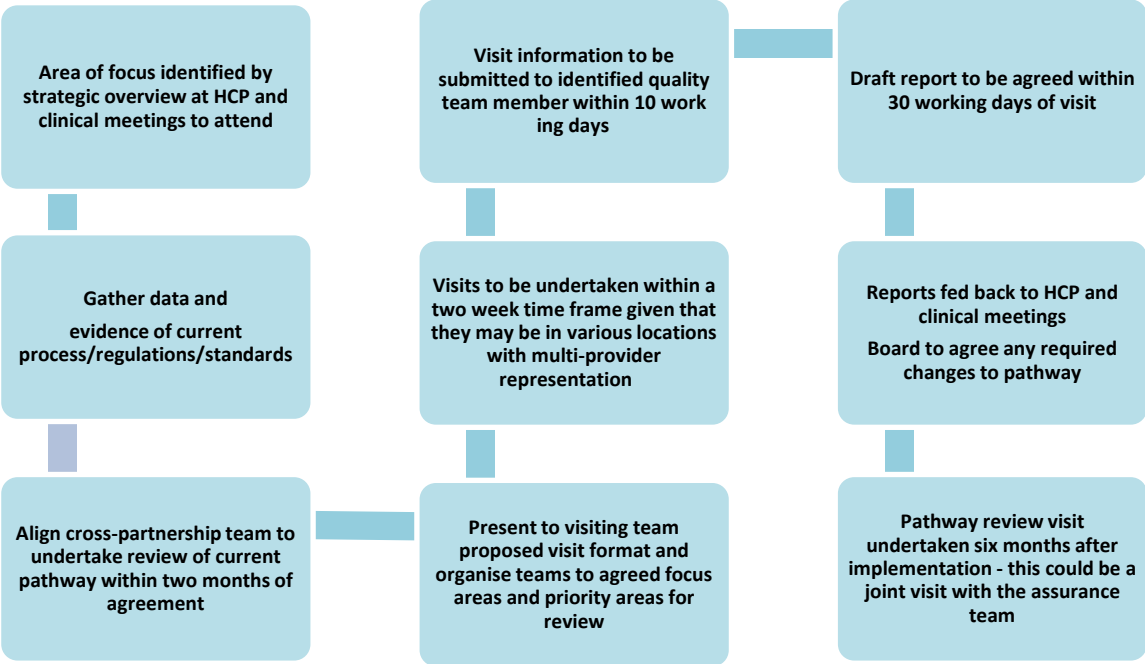 Area of focus identified by
strategic overview at HCP and
clinical meetings to attend
Gather data and
evidence of current
process/regulations/standards
Align cross-partnership team to
undertake review of current
pathway within two months of
agreement
Present to visiting team
proposed visit format and
organise teams to agreed focus
areas and priority areas for
review
Visits to be undertaken within a
two week time frame given that
they may be in various locations
with multi-provider
representation
Visit information to be
submitted to identified quality
team member within 10 work
ing days
Draft report to be agreed within
30 working days of visit
Reports fed back to HCP and
clinical meetings
Board to agree any required
changes to pathway
Pathway review visit
undertaken six months after
implementation - this could be a
joint visit with the assurance
team